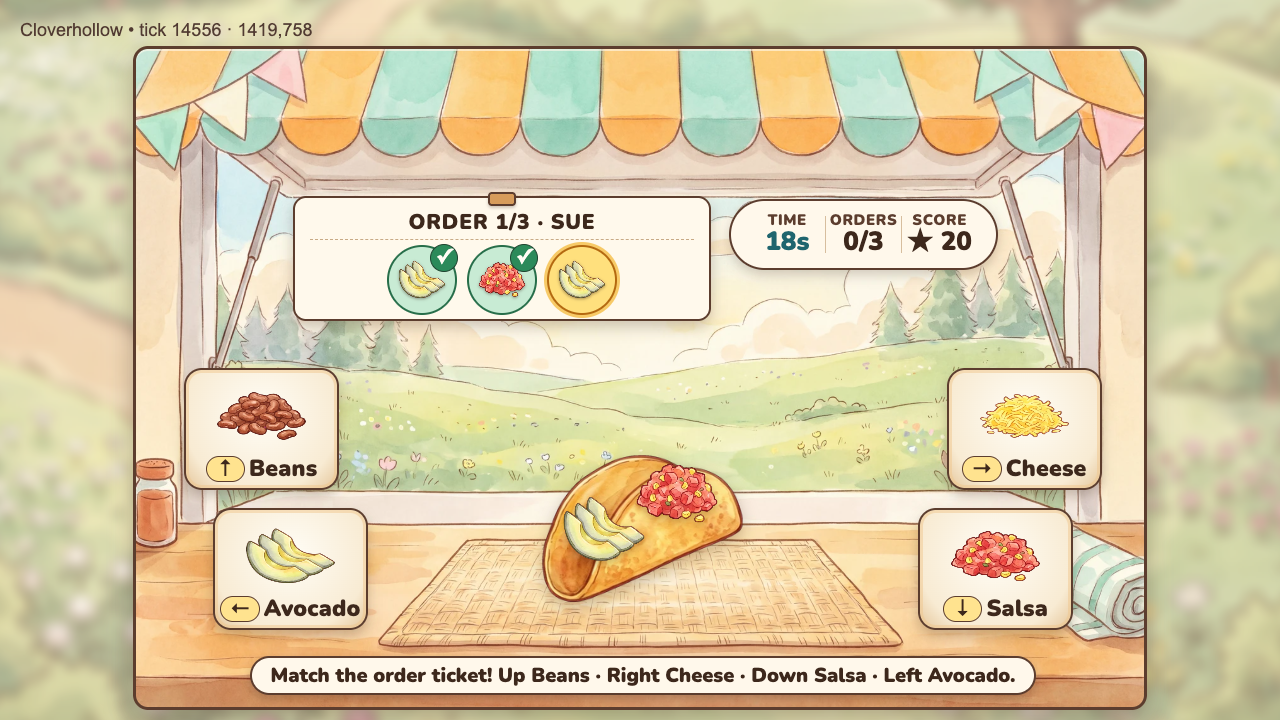 Cloverhollow • tick 14556 · 1419,758
ORDER 1/3 · SUE
TIME ORDERS SCORE
18s 0/3 ★ 20
↑ Beans
→ Cheese
← Avocado
↓ Salsa
Match the order ticket! Up Beans · Right Cheese · Down Salsa · Left Avocado.